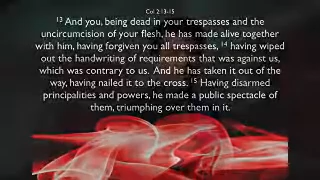 Col 2:13-15
13 And you, being dead in your trespasses and the
uncircumcision of your flesh, he has made alive together
with him, having forgiven you all trespasses, 14 having wiped
out the handwriting of requirements that was against us,
which was contrary to us. And he has taken it out of the
way, having nailed it to the cross. 15 Having disarmed
principalities and powers, he made a public spectacle of
them, triumphing over them in it.